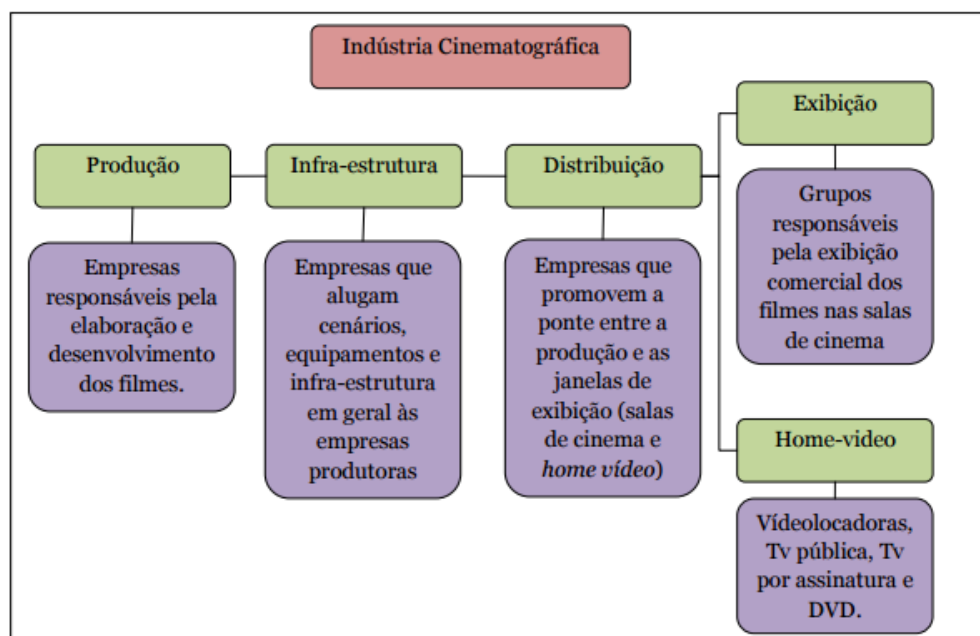 Indústria Cinematográfica
Produção
Empresas
responsáveis pela
elaboração e
desenvolvimento
dos filmes.
Infra-estrutura
Empresas que
alugam
cenários,
equipamentos e
infra-estrutura
em geral às
empresas
produtoras
Distribuição
Empresas que
promovem a
ponte entre a
produção e as
janelas de
exibição (salas
de cinema e
home vídeo)
Exibição
Grupos
responsáveis
pela exibição
comercial dos
filmes nas salas
de cinema
Home-video
Vídeolocadoras,
Tv pública, Tv
por assinatura e
DVD.